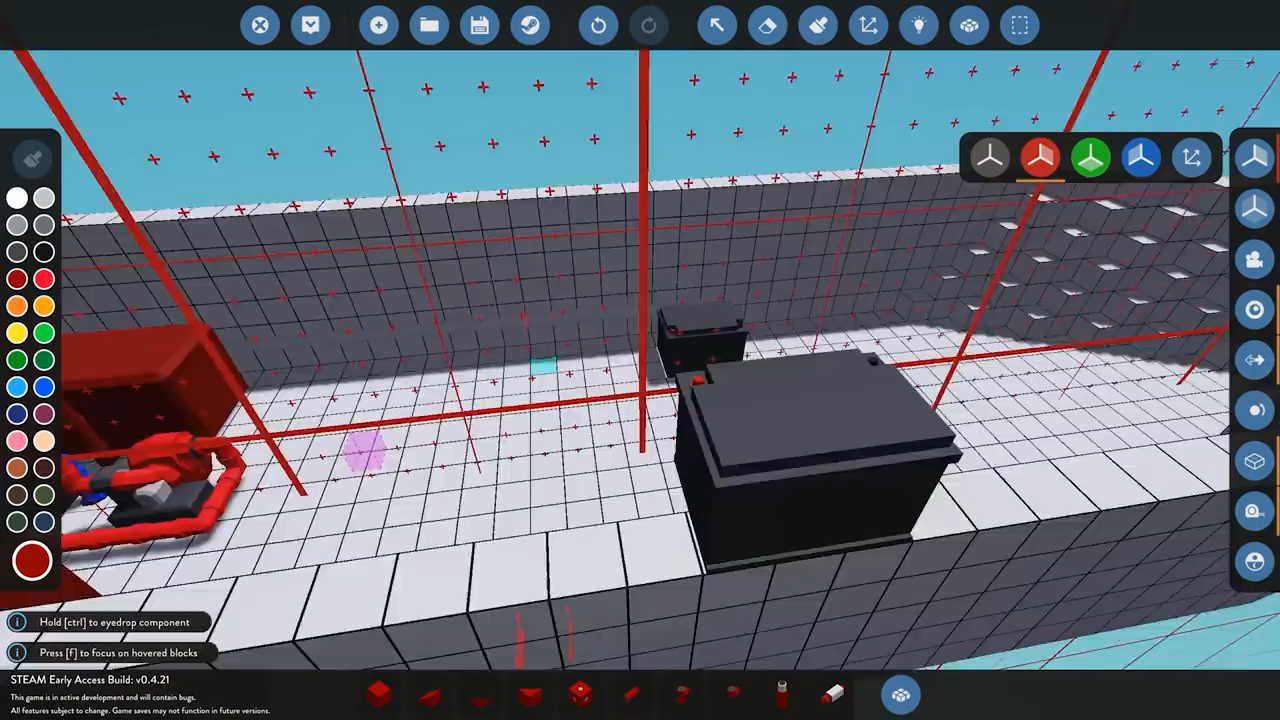 Hold [ctrl] to eyedrop component
Press [f] to focus on hovered blocks
STEAM Early Access Build: v0.4.21
This game is in active development and will contain bugs.
All features subject to change. Game saves may not function in future versions.